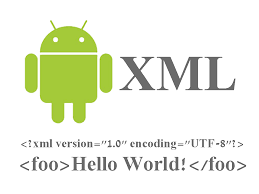 XML
<!xml version="1.0" encoding="UTF-8"?>
<foo>Hello World!</foo>